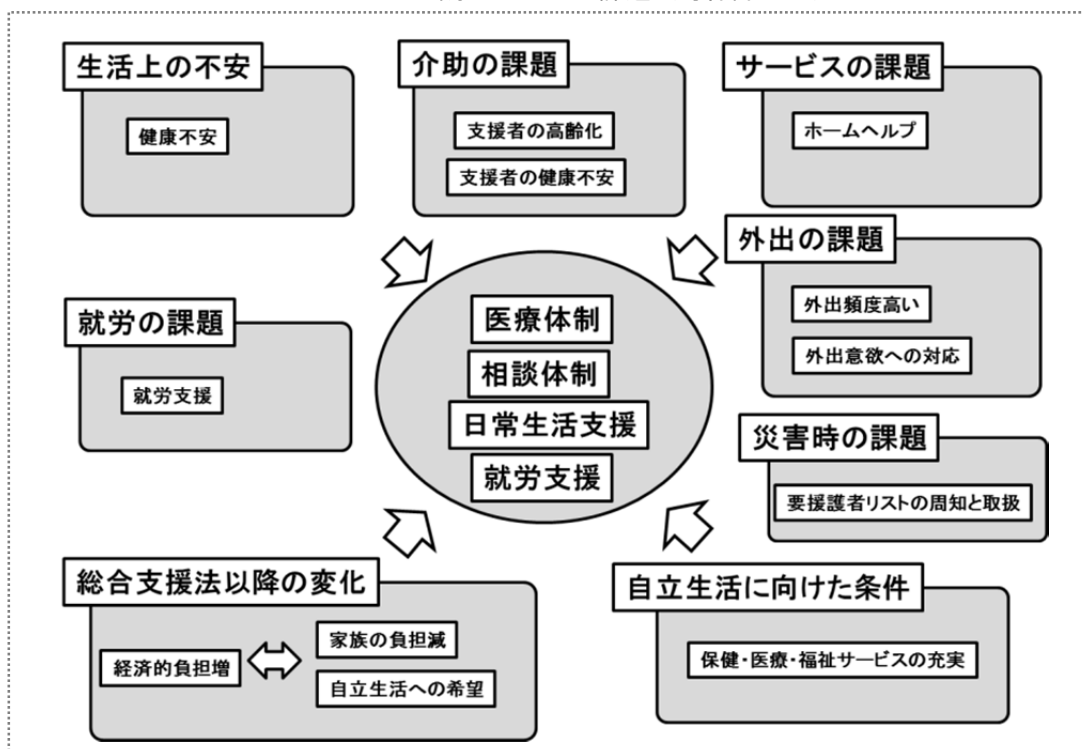 生活上の不安
健康不安
介助の課題
支援者の高齢化
支援者の健康不安
サービスの課題
ホームヘルプ
外出の課題
外出頻度高い
外出意欲への対応
就労の課題
就労支援
医療体制
相談体制
日常生活支援
就労支援
災害時の課題
要援護者リストの周知と取扱
総合支援法以降の変化
経済的負担増
家族の負担減
自立生活への希望
自立生活に向けた条件
保健・医療・福祉サービスの充実